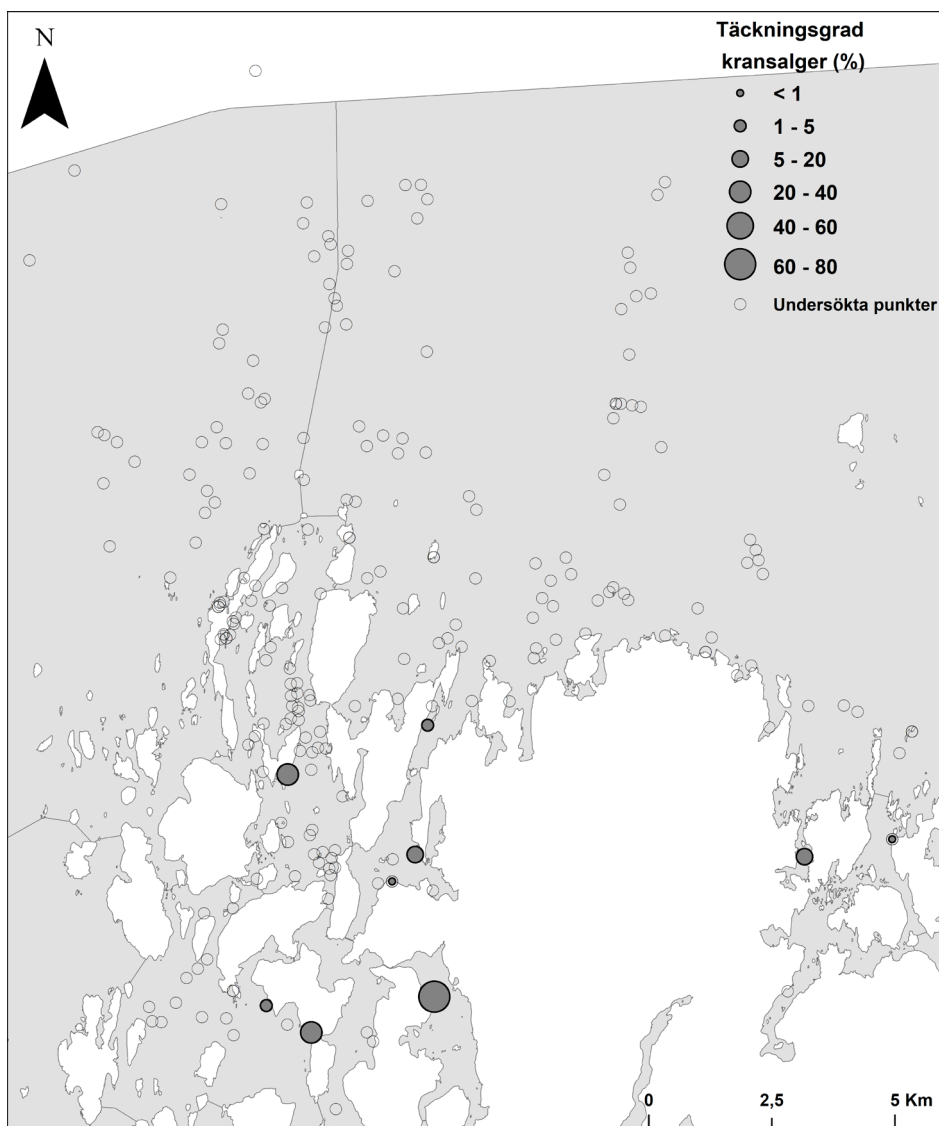 N
Täckningsgrad
kransalger (%)
< 1
1 - 5
5 - 20
20 - 40
40 - 60
60 - 80
Undersökta punkter
0 2,5 5 Km